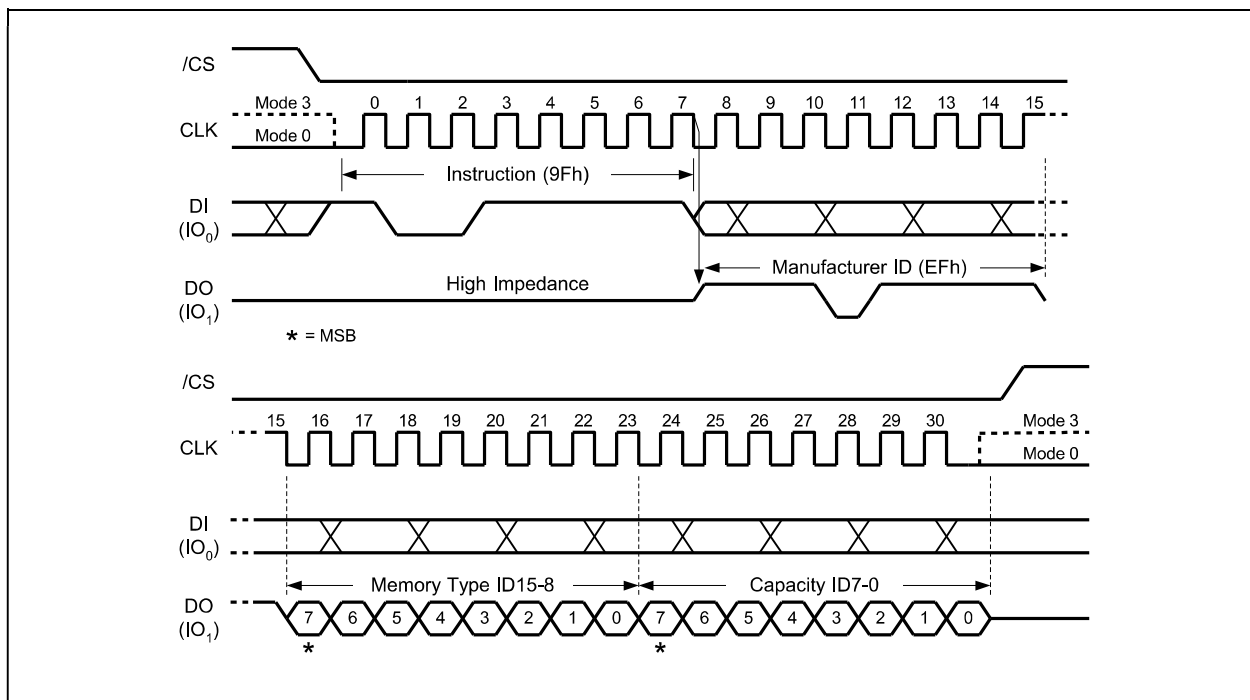 /CS
Mode 3
0 1 2 3 4 5 6 7 8 9 10 11 12 13 14 15
CLK
Mode 0
Instruction (9Fh)
DI
(IO0)
Manufacturer ID (EFh)
High Impedance
DO
(IO1)
* = MSB
/CS
15 16 17 18 19 20 21 22 23 24 25 26 27 28 29 30
Mode 3
CLK
Mode 0
DI
(IO0)
Memory Type ID15-8
Capacity ID7-0
DO
(IO1)
7 6 5 4 3 2 1 0 7 6 5 4 3 2 1 0
* *